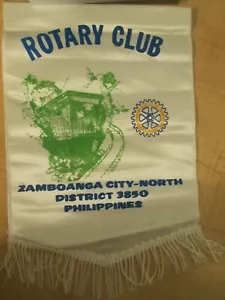 ROTARY CLUB
ZAMBOANGA CITY-NORTH
DISTRICT 3850
PHILIPPINES